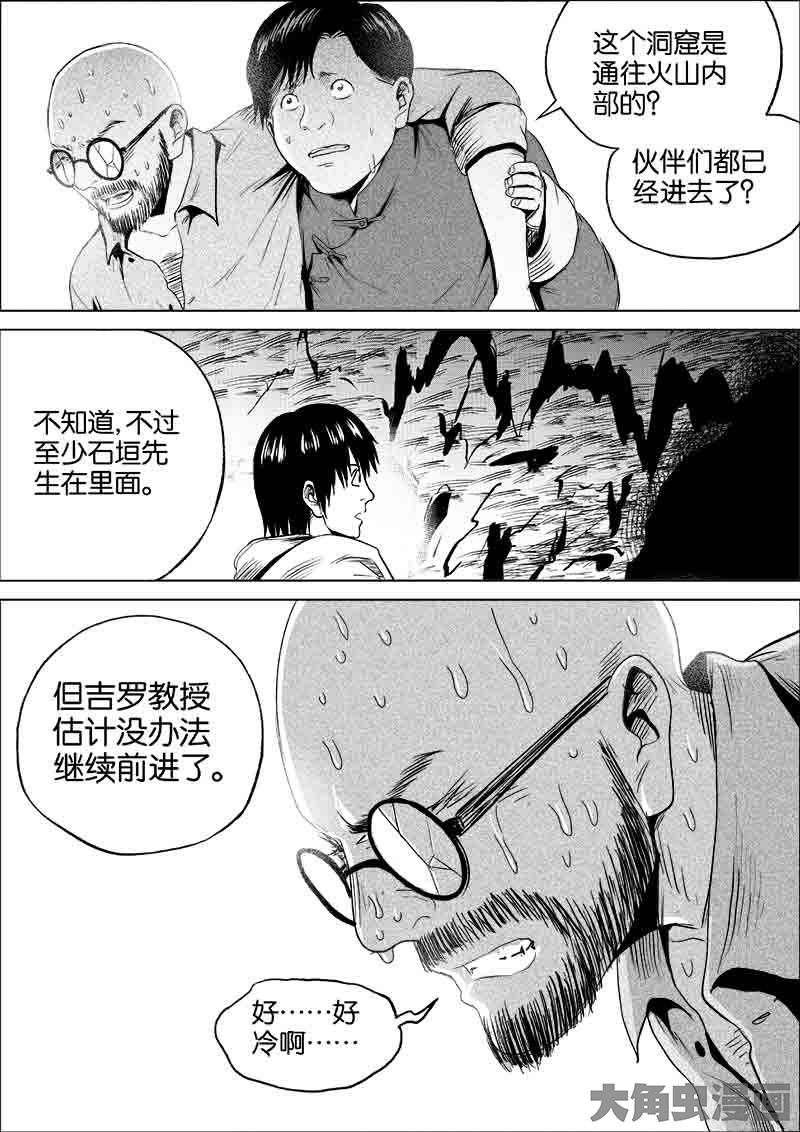 这个洞窟是
通往火山内
部的？
伙伴们都已
经进去了？
不知道，不过
至少石垣先
生在里面。
但吉罗教授
估计没办法
继续前进了。
好……好
冷啊……
大角虫漫画